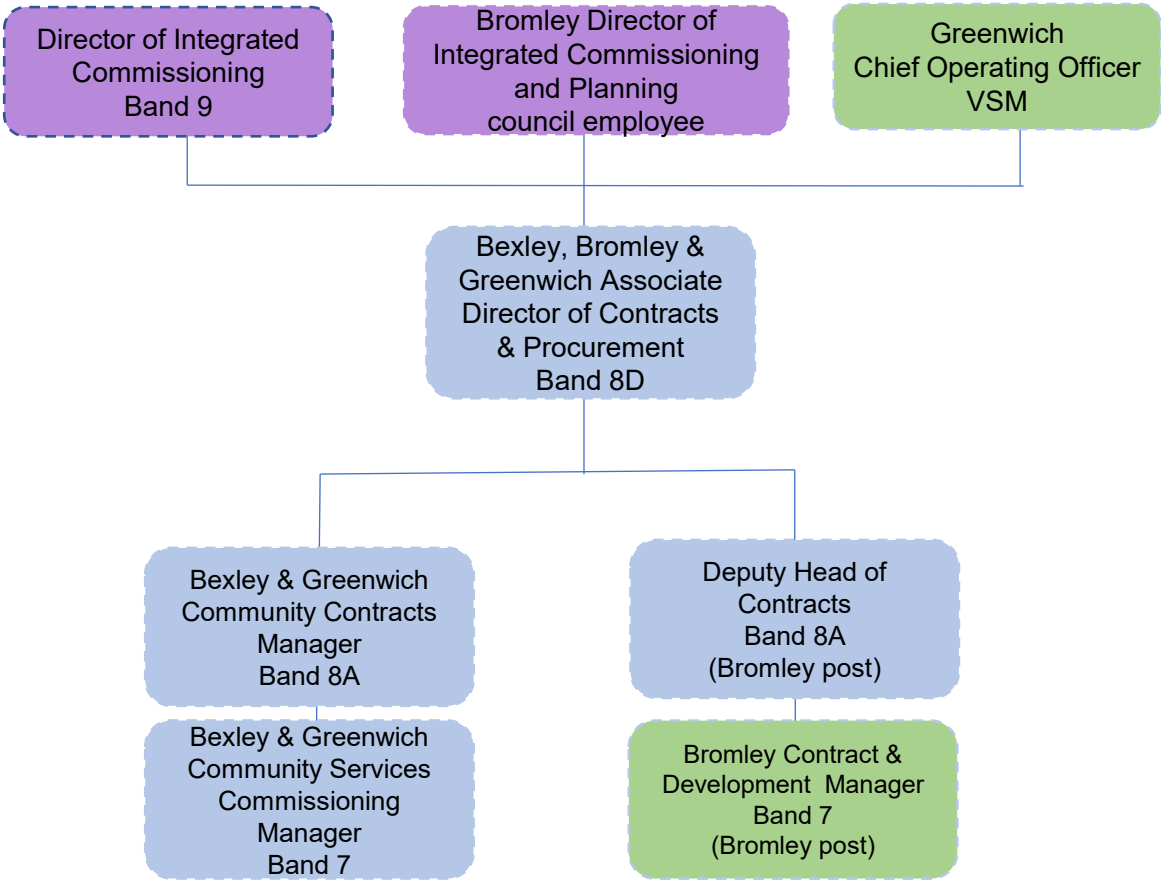 Director of Integrated
Commissioning
Band 9
Bromley Director of
Integrated Commissioning
and Planning
council employee
Greenwich
Chief Operating Officer
VSM
Bexley, Bromley &
Greenwich Associate
Director of Contracts
& Procurement
Band 8D
Bexley & Greenwich
Community Contracts
Manager
Band 8A
Deputy Head of
Contracts
Band 8A
(Bromley post)
Bexley & Greenwich
Community Services
Commissioning
Manager
Band 7
Bromley Contract &
Development Manager
Band 7
(Bromley post)